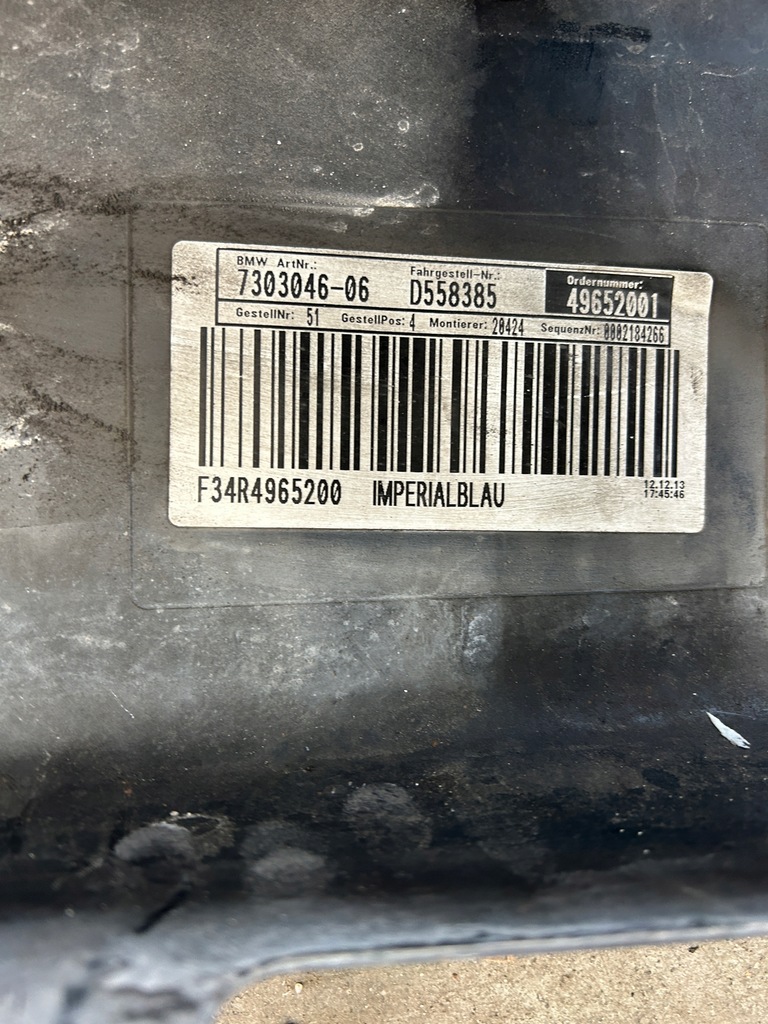 BMW ArtNr.: Fahrgestell-Nr.: Ordernummer:
7303046-06 D558385 49652001
GestellNr: 51 GestellPos: 4 Montierer: 20424 SequenzNr: 0002184266
F34R4965200 IMPERIALBLAU 12.12.13
17:45:46